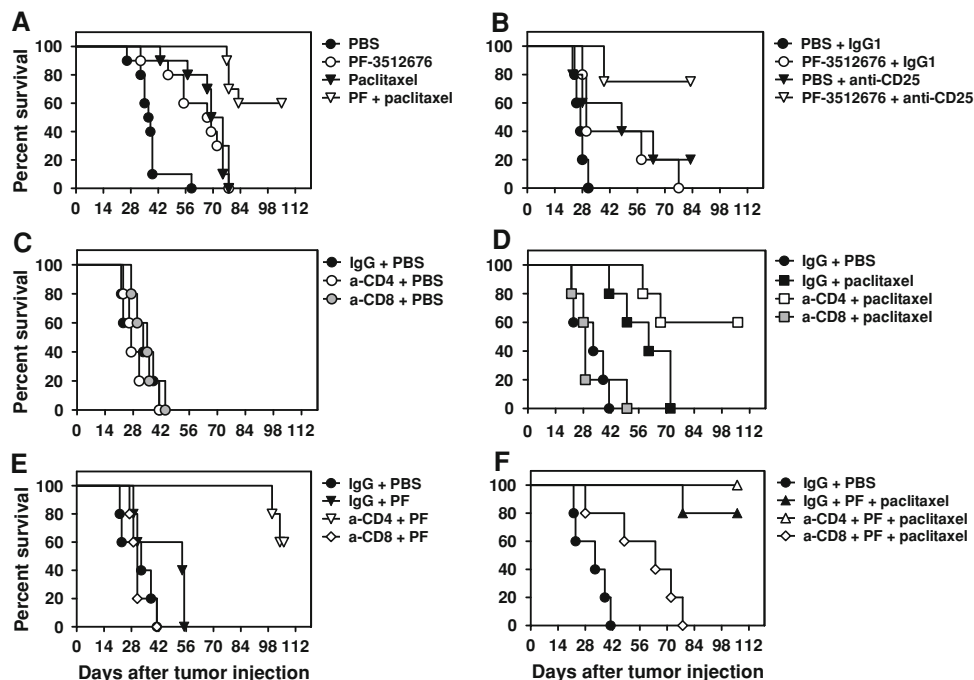 A
Percent survival
100
80
60
40
20
0
0 14 28 42 56 70 84 98 112
PBS
PF-3512676
Paclitaxel
PF + paclitaxel
B
Percent survival
100
80
60
40
20
0
0 14 28 42 56 70 84 98 112
PBS + IgG1
PF-3512676 + IgG1
PBS + anti-CD25
PF-3512676 + anti-CD25
C
Percent survival
100
80
60
40
20
0
0 14 28 42 56 70 84 98 112
IgG + PBS
a-CD4 + PBS
a-CD8 + PBS
D
Percent survival
100
80
60
40
20
0
0 14 28 42 56 70 84 98 112
IgG + PBS
IgG + paclitaxel
a-CD4 + paclitaxel
a-CD8 + paclitaxel
E
Percent survival
100
80
60
40
20
0
0 14 28 42 56 70 84 98 112
Days after tumor injection
IgG + PBS
IgG + PF
a-CD4 + PF
a-CD8 + PF
F
Percent survival
100
80
60
40
20
0
0 14 28 42 56 70 84 98 112
Days after tumor injection
IgG + PBS
IgG + PF + paclitaxel
a-CD4 + PF + paclitaxel
a-CD8 + PF + paclitaxel